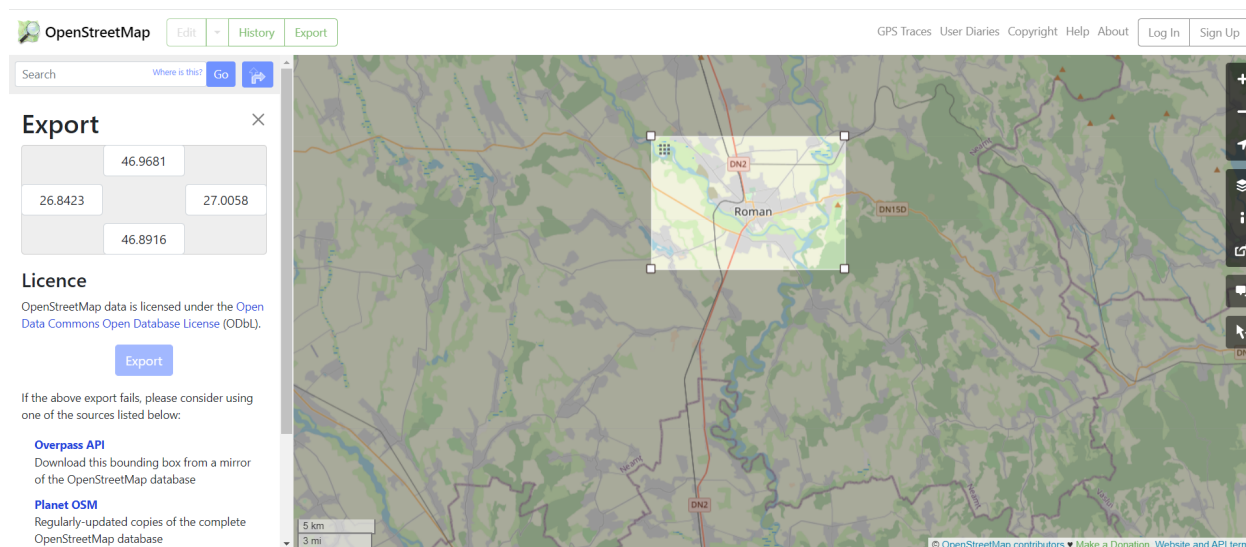 OpenStreetMap
Edit
History
Export
GPS Traces
User Diaries
Copyright
Help
About
Log In
Sign Up
Search
Where is this?
Go
Export
46.9681
26.8423
27.0058
46.8916
Licence
OpenStreetMap data is licensed under the Open
Data Commons Open Database License (ODbL).
Export
If the above export fails, please consider using
one of the sources listed below:
Overpass API
Download this bounding box from a mirror
of the OpenStreetMap database
Planet OSM
Regularly-updated copies of the complete
OpenStreetMap database
Neamț
DN2
Roman
DN15D
Neamț
DN2
Neamț
Vaslui
5 km
3 mi
© OpenStreetMap contributors ♥ Make a Donation. Website and API term